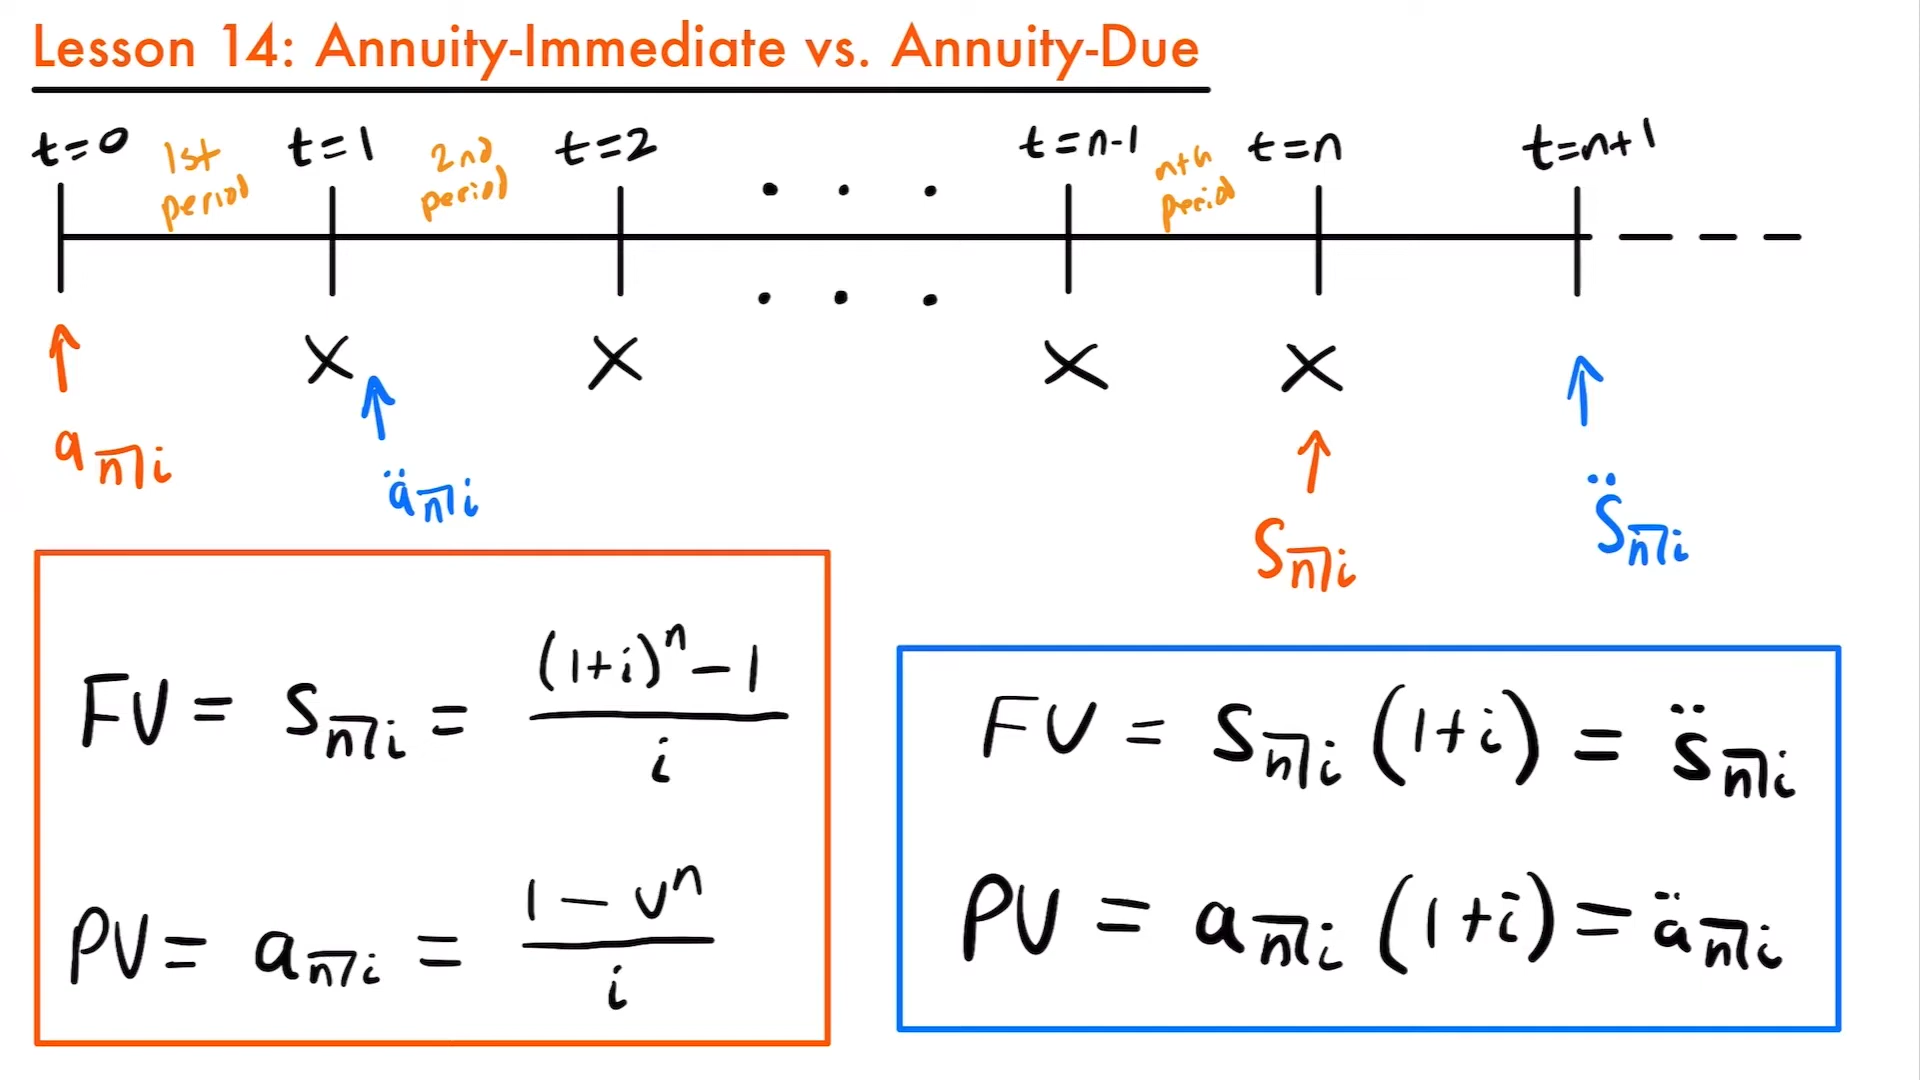 Lesson 14: Annuity-Immediate vs. Annuity-Due
t=0 1st period t=1 2nd period t=2 . . . t=n-1 nth period t=n t=n+1
. . .
X X X X
a n̅| i ä n̅| i S n̅| i S̈ n̅| i
FV = s n̅| i = ((1+i)^n - 1) / i
PV = a n̅| i = (1 - v^n) / i
FV = s n̅| i (1+i) = s̈ n̅| i
PV = a n̅| i (1+i) = ä n̅| i